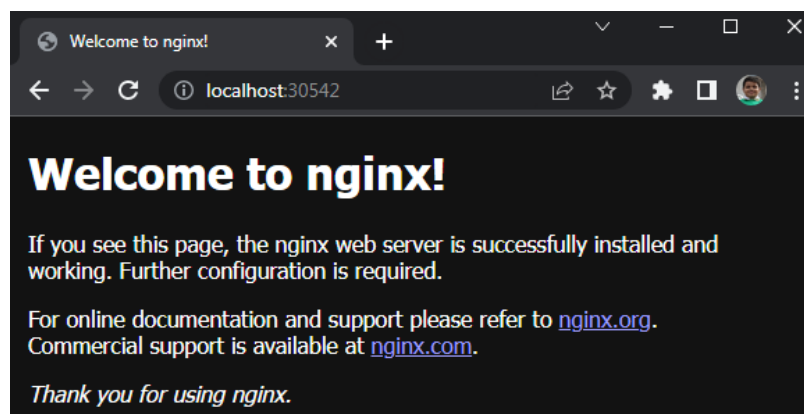 Welcome to nginx!
localhost:30542
Welcome to nginx!
If you see this page, the nginx web server is successfully installed and
working. Further configuration is required.
For online documentation and support please refer to nginx.org.
Commercial support is available at nginx.com.
Thank you for using nginx.